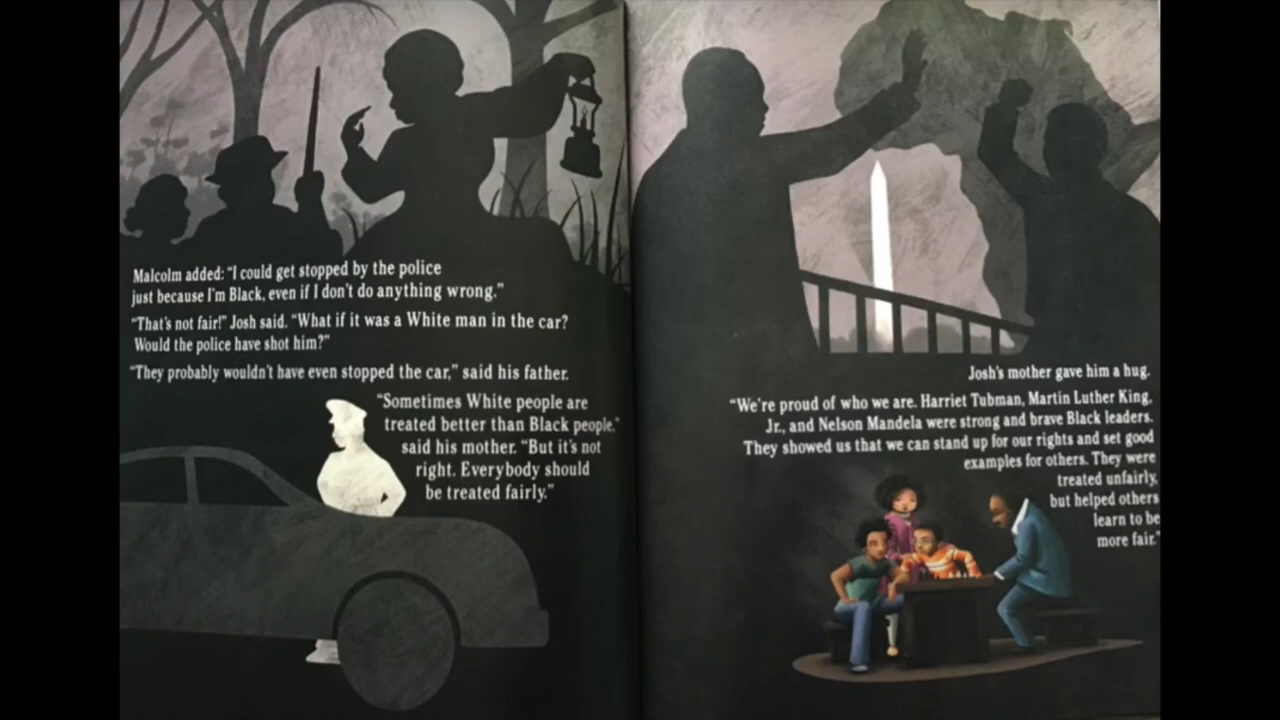 Malcolm added: “I could get stopped by the police
just because I'm Black, even if I don't do anything wrong.”
“That's not fair!” Josh said. “What if it was a White man in the car?
Would the police have shot him?”
“They probably wouldn't have even stopped the car,” said his father.
“Sometimes White people are
treated better than Black people,”
said his mother. “But it's not
right. Everybody should
be treated fairly.”
Josh's mother gave him a hug.
“We're proud of who we are. Harriet Tubman, Martin Luther King,
Jr., and Nelson Mandela were strong and brave Black leaders.
They showed us that we can stand up for our rights and set good
examples for others. They were
treated unfairly,
but helped others
learn to be
more fair.”